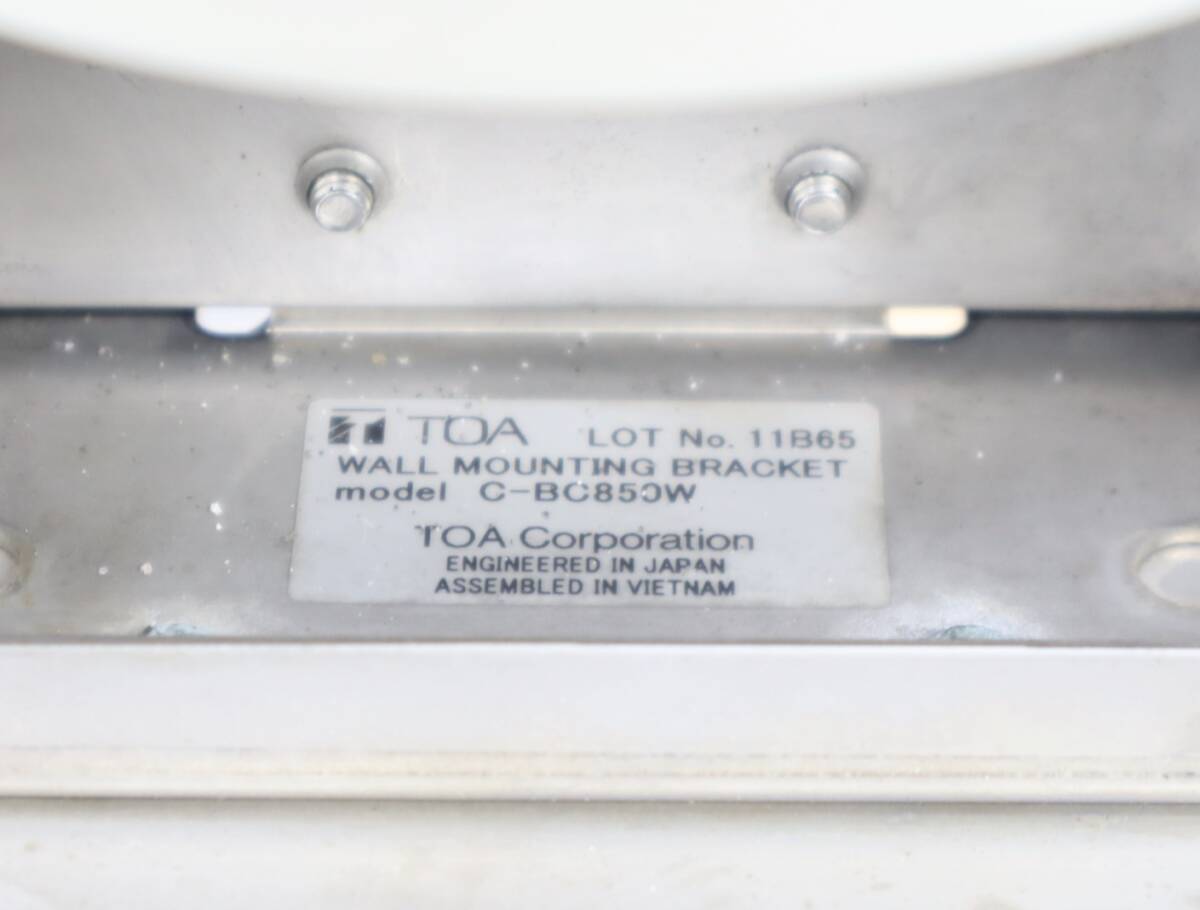 TOA LOT No. 11B65
WALL MOUNTING BRACKET
model C-BC850W
TOA Corporation
ENGINEERED IN JAPAN
ASSEMBLED IN VIETNAM